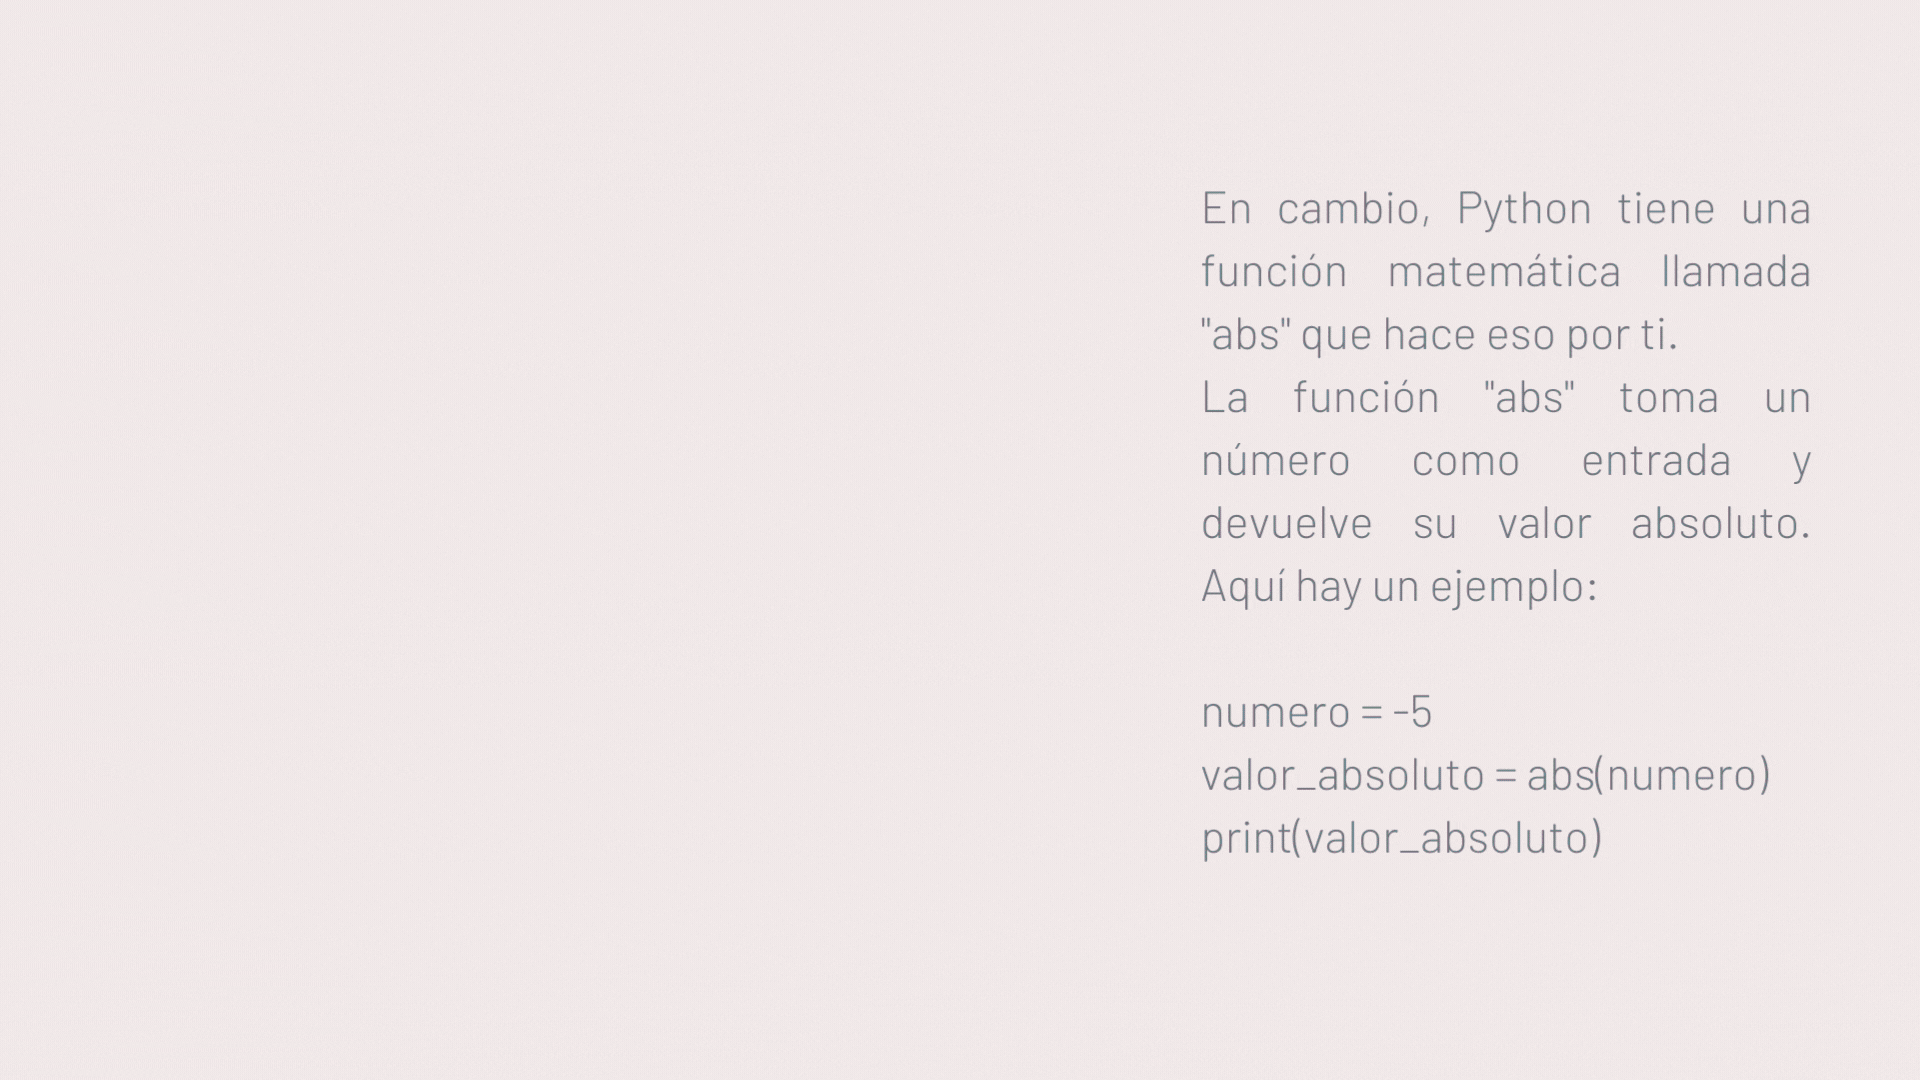 En cambio, Python tiene una
función matemática llamada
"abs" que hace eso por ti.
La función "abs" toma un
número como entrada y
devuelve su valor absoluto.
Aquí hay un ejemplo:
numero = -5
valor_absoluto = abs(numero)
print(valor_absoluto)